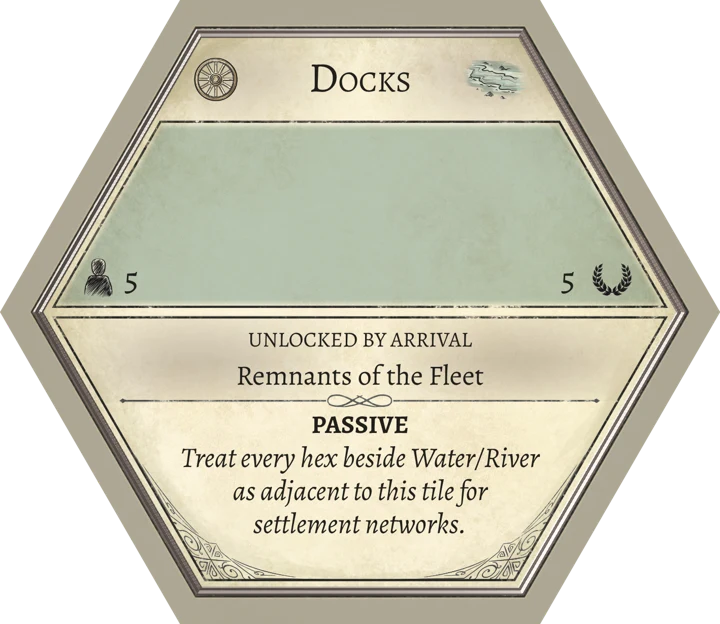 Docks
5
5
UNLOCKED BY ARRIVAL
Remnants of the Fleet
PASSIVE
Treat every hex beside Water/River
as adjacent to this tile for
settlement networks.